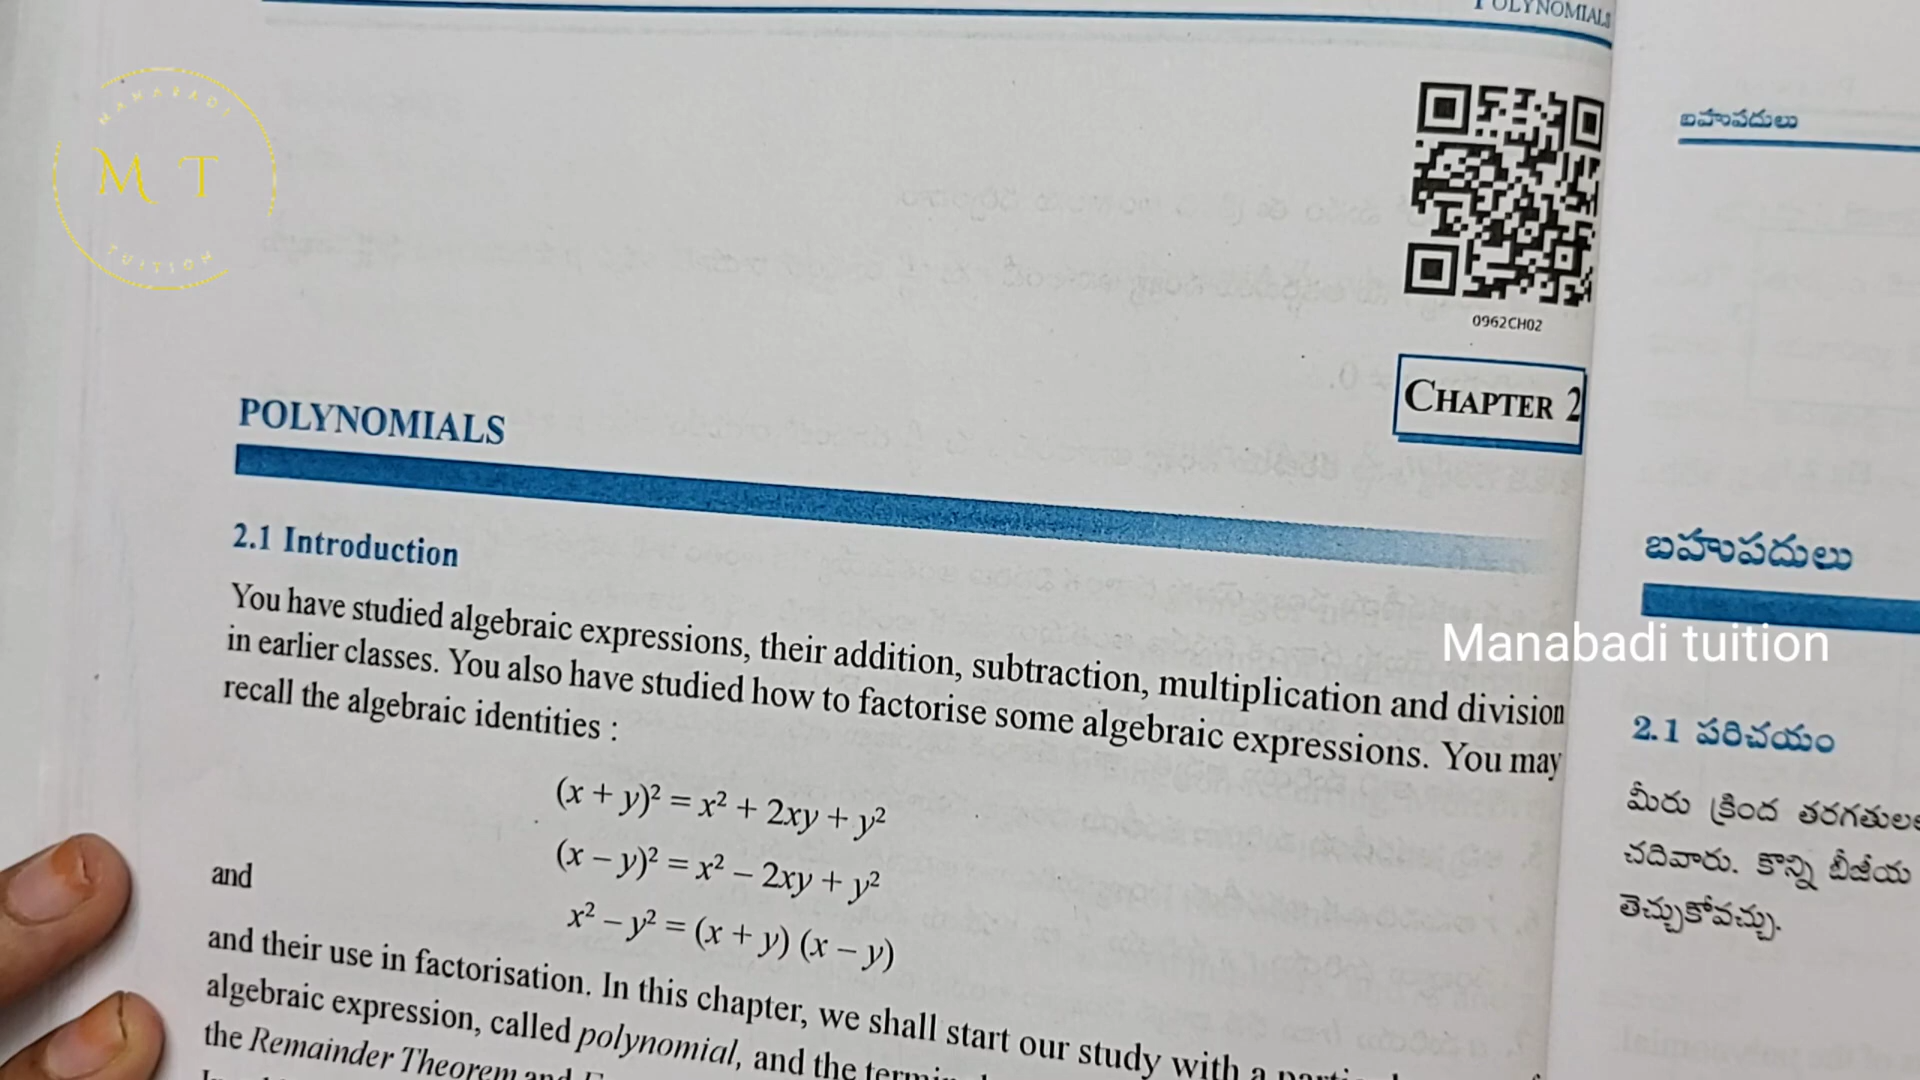 POLYNOMIALS
MANABADI
M T
TUITION
0962CH02
CHAPTER 2
POLYNOMIALS
2.1 Introduction
You have studied algebraic expressions, their addition, subtraction, multiplication and division
in earlier classes. You also have studied how to factorise some algebraic expressions. You may
recall the algebraic identities :
(x + y)² = x² + 2xy + y²
(x – y)² = x² – 2xy + y²
and
x² – y² = (x + y) (x – y)
and their use in factorisation. In this chapter, we shall start our study with a
algebraic expression, called polynomial, and the
the Remainder Theorem and
బహుపదులు
బహుపదులు
Manabadi tuition
2.1 పరిచయం
మీరు క్రింద
చదివారు. కొన్ని బీజీయ
తెచ్చుకోవచ్చు.